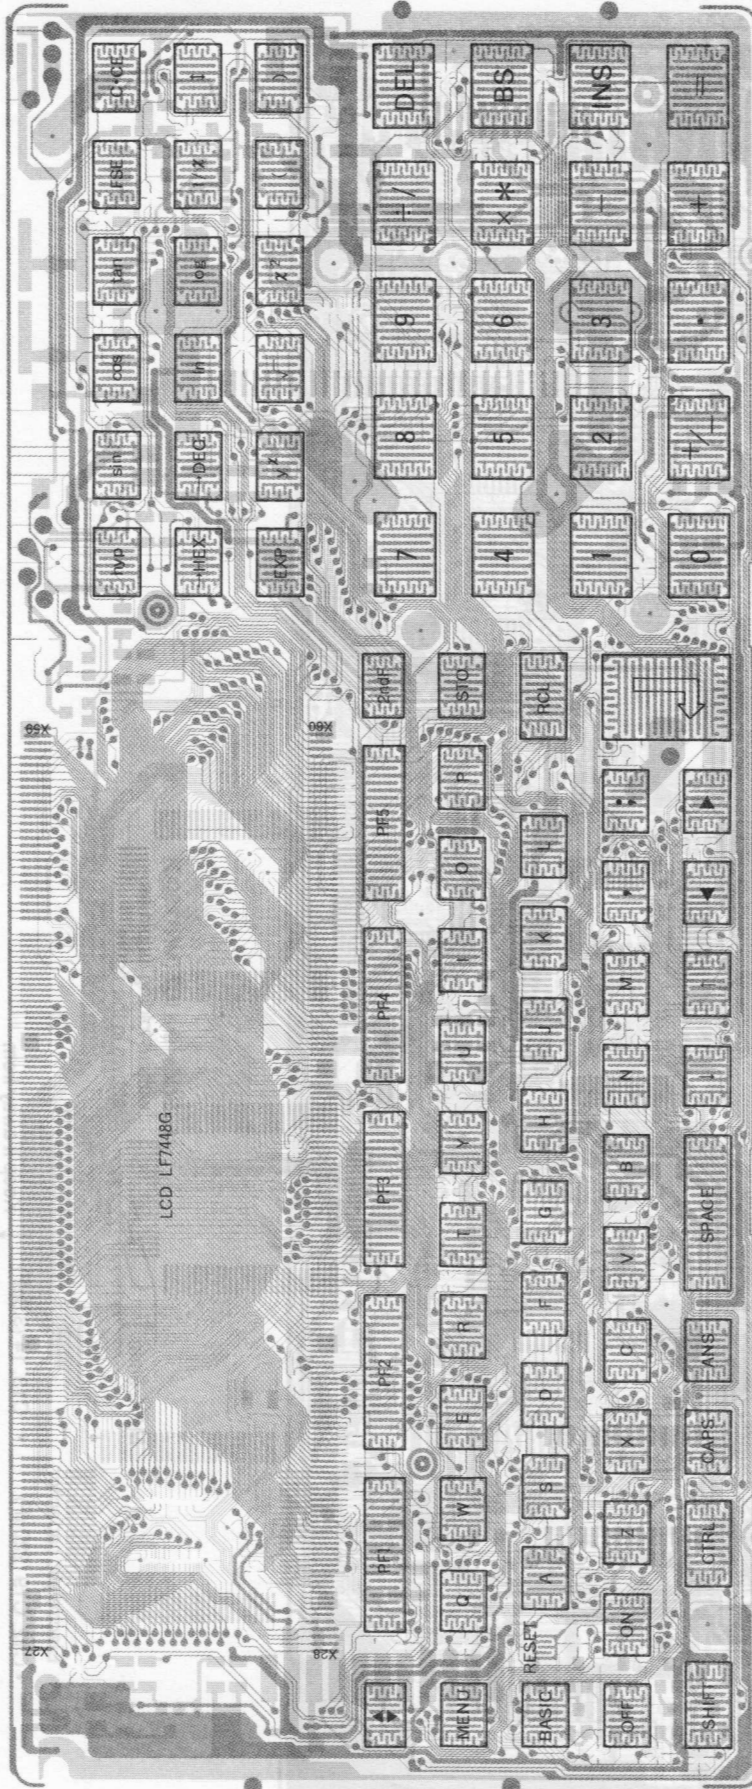 X27 X59
hyp sin cos tan FSE C·CE
LCD LF7448G
→HEX →DEG ln log 1/x
EXP yˣ √ x² ( )
X28 X60
PF1 PF2 PF3 PF4 PF5 2ndF 7 8 9 ÷/ DEL
MENU Q W E R T Y U I O P STO 4 5 6 ×* BS
RESET
BASIC A S D F G H J K L RCL 1 2 3 − INS
OFF ON Z X C V B N M , ; 0 +/− • + =
SHIFT CTRL CAPS ANS SPACE ↓ ↑ ◀ ▶